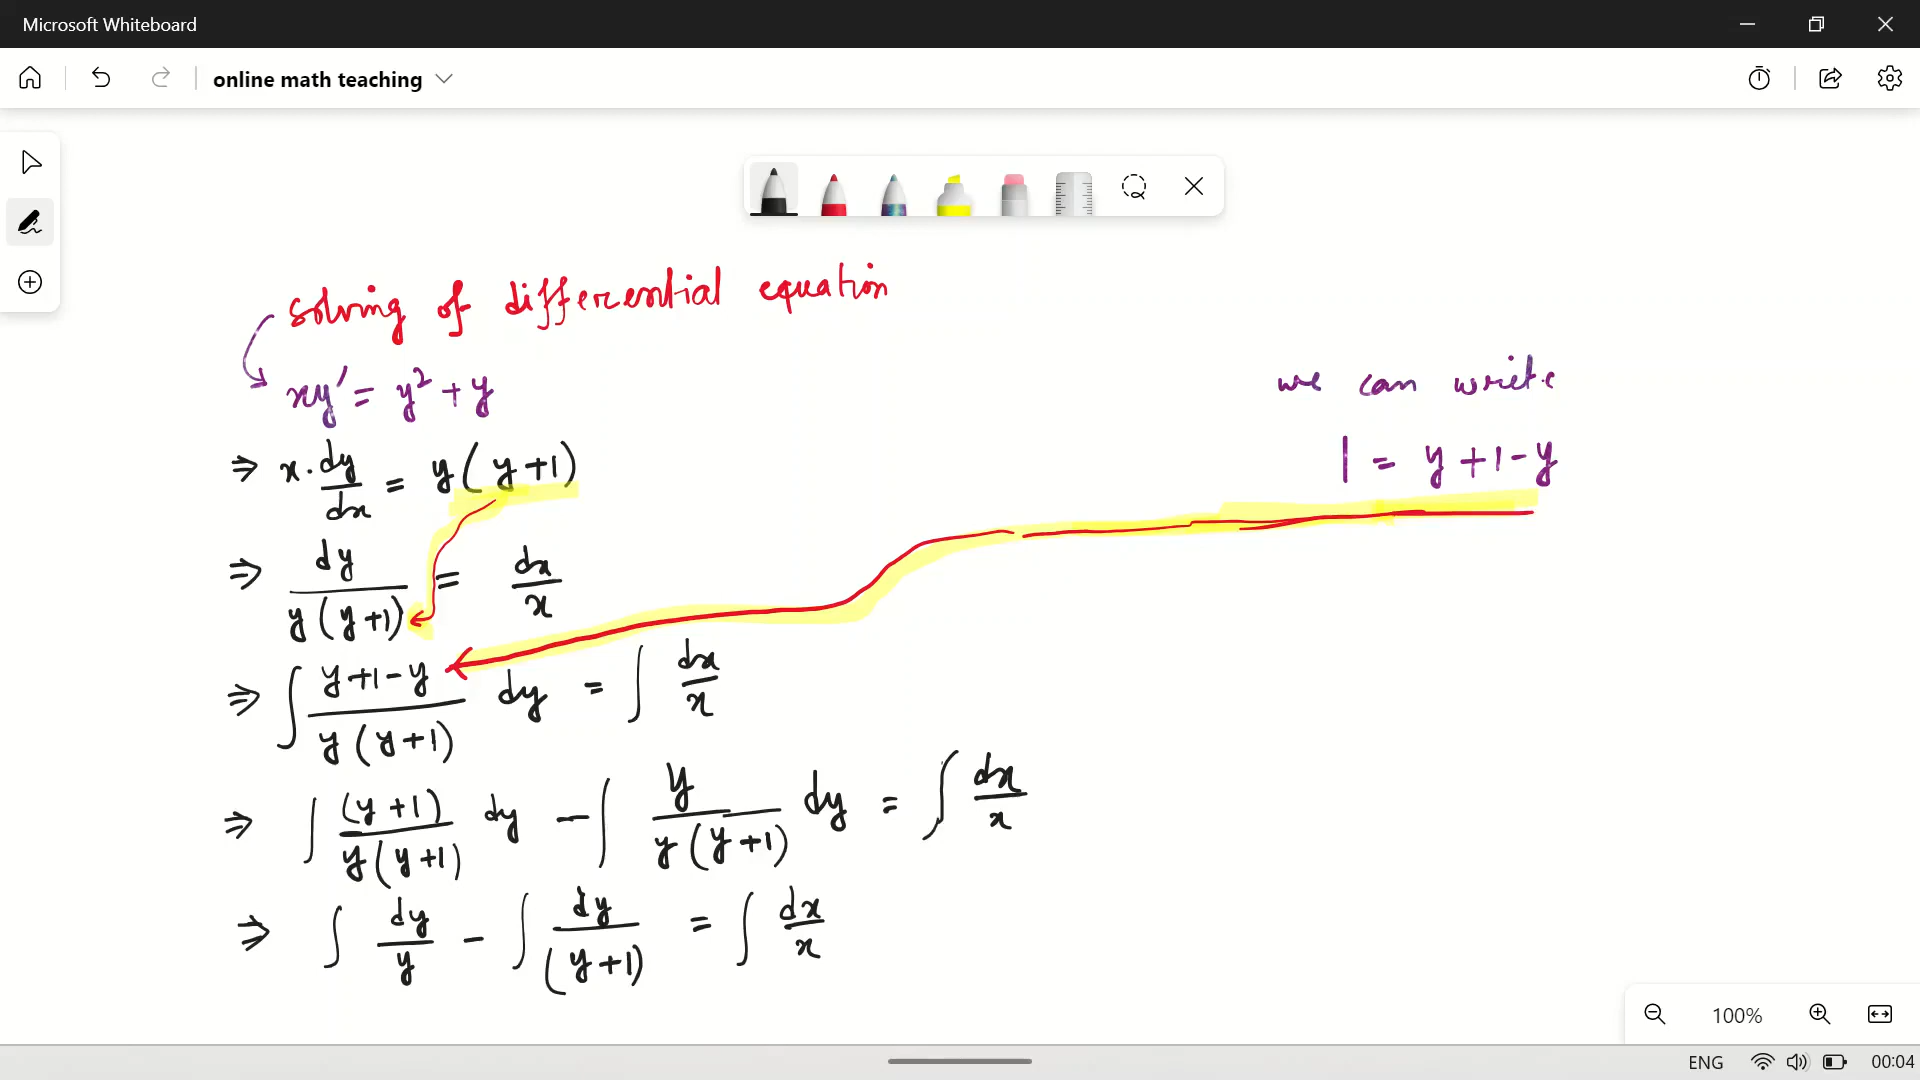 Microsoft Whiteboard
online math teaching
solving of differential equation
xy' = y² + y
we can write
1 = y+1-y
⇒ x · dy/dx = y(y+1)
⇒ dy/(y(y+1)) = dx/x
⇒ ∫ (y+1-y)/(y(y+1)) dy = ∫ dx/x
⇒ ∫ (y+1)/(y(y+1)) dy - ∫ y/(y(y+1)) dy = ∫ dx/x
⇒ ∫ dy/y - ∫ dy/(y+1) = ∫ dx/x
100%
ENG 00:04